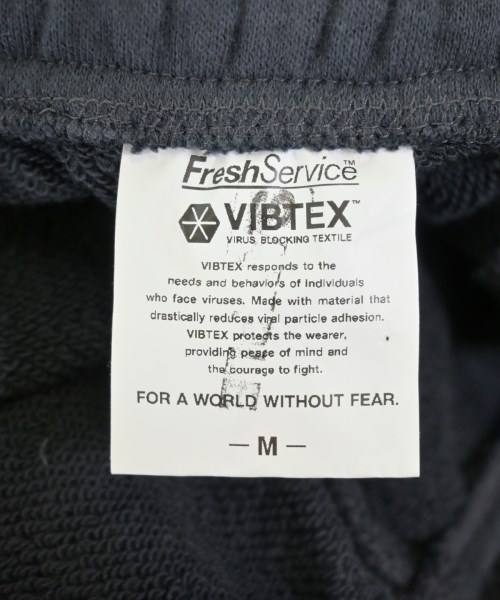 FreshService™
VIBTEX™
VIRUS BLOCKING TEXTILE
VIBTEX responds to the
needs and behaviors of individuals
who face viruses. Made with material that
drastically reduces viral particle adhesion.
VIBTEX protects the wearer,
providing peace of mind and
the courage to fight.
FOR A WORLD WITHOUT FEAR.
— M —